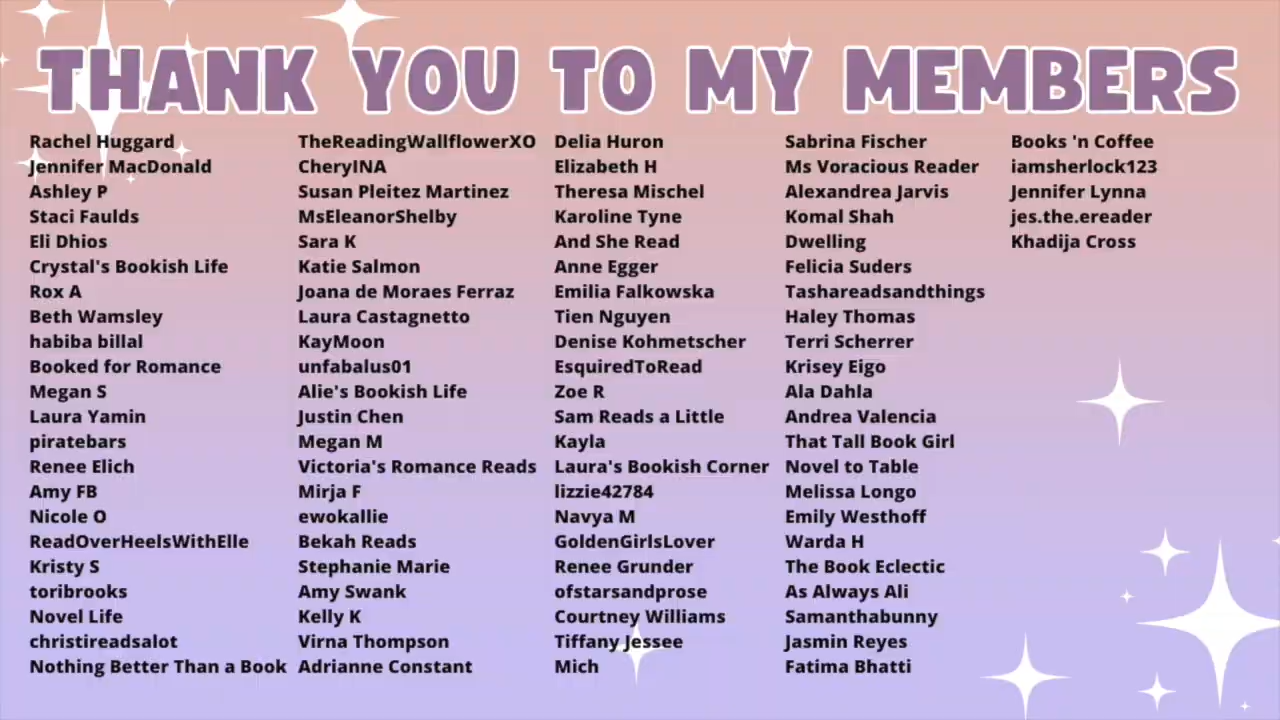 THANK YOU TO MY MEMBERS
Rachel Huggard
Jennifer MacDonald
Ashley P
Staci Faulds
Eli Dhios
Crystal's Bookish Life
Rox A
Beth Wamsley
habiba billal
Booked for Romance
Megan S
Laura Yamin
piratebars
Renee Elich
Amy FB
Nicole O
ReadOverHeelsWithElle
Kristy S
toribrooks
Novel Life
christireadsalot
Nothing Better Than a Book
TheReadingWallflowerXO
CheryINA
Susan Pleitez Martinez
MsEleanorShelby
Sara K
Katie Salmon
Joana de Moraes Ferraz
Laura Castagnetto
KayMoon
unfabalus01
Alie's Bookish Life
Justin Chen
Megan M
Victoria's Romance Reads
Mirja F
ewokallie
Bekah Reads
Stephanie Marie
Amy Swank
Kelly K
Virna Thompson
Adrianne Constant
Delia Huron
Elizabeth H
Theresa Mischel
Karoline Tyne
And She Read
Anne Egger
Emilia Falkowska
Tien Nguyen
Denise Kohmetscher
EsquiredToRead
Zoe R
Sam Reads a Little
Kayla
Laura's Bookish Corner
lizzie42784
Navya M
GoldenGirlsLover
Renee Grunder
ofstarsandprose
Courtney Williams
Tiffany Jessee
Mich
Sabrina Fischer
Ms Voracious Reader
Alexandrea Jarvis
Komal Shah
Dwelling
Felicia Suders
Tashareadsandthings
Haley Thomas
Terri Scherrer
Krisey Eigo
Ala Dahla
Andrea Valencia
That Tall Book Girl
Novel to Table
Melissa Longo
Emily Westhoff
Warda H
The Book Eclectic
As Always Ali
Samanthabunny
Jasmin Reyes
Fatima Bhatti
Books 'n Coffee
iamsherlock123
Jennifer Lynna
jes.the.ereader
Khadija Cross